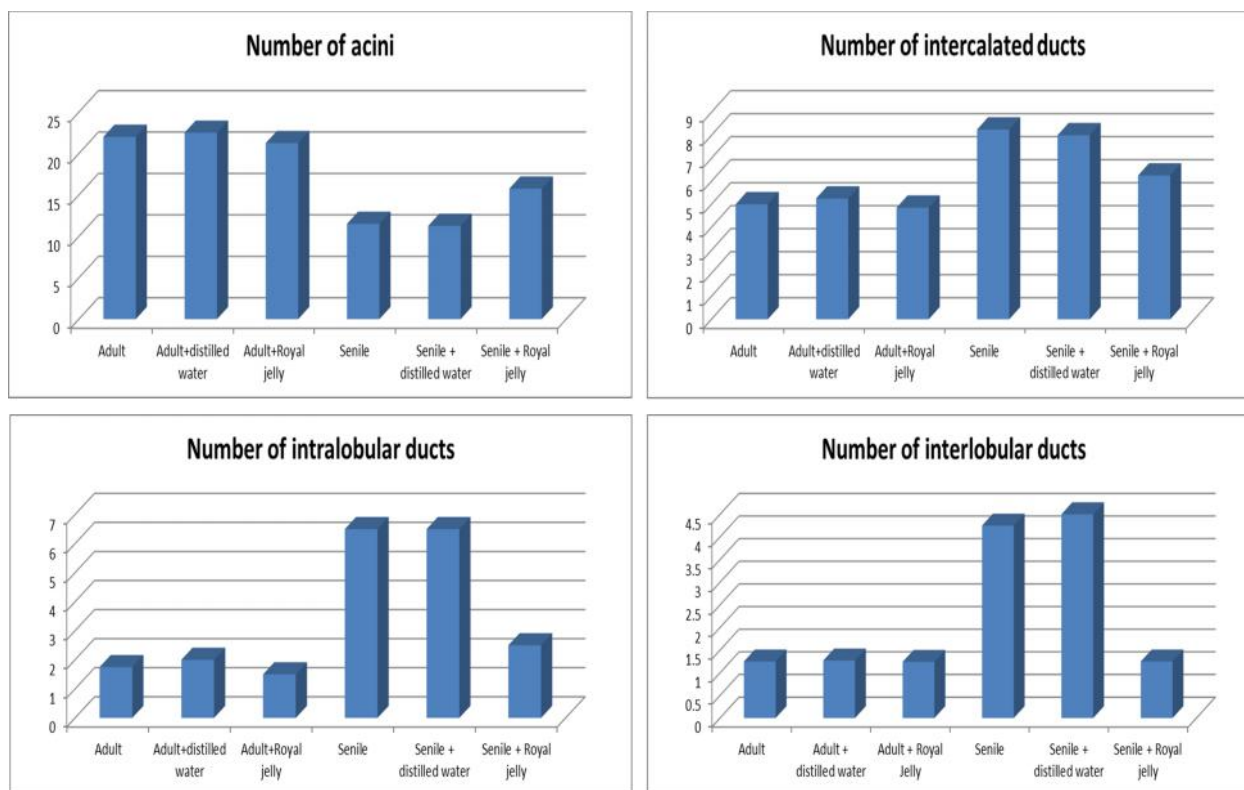 Number of acini
25
20
15
10
5
0
Adult
Adult+distilled
water
Adult+Royal
jelly
Senile
Senile +
distilled water
Senile + Royal
jelly
Number of intercalated ducts
9
8
7
6
5
4
3
2
1
0
Adult
Adult+distilled
water
Adult+Royal
jelly
Senile
Senile +
distilled water
Senile + Royal
jelly
Number of intralobular ducts
7
6
5
4
3
2
1
0
Adult
Adult+distilled
water
Adult+Royal
jelly
Senile
Senile +
distilled water
Senile + Royal
jelly
Number of interlobular ducts
4.5
4
3.5
3
2.5
2
1.5
1
0.5
0
Adult
Adult +
distilled water
Adult + Royal
Jelly
Senile
Senile +
distilled water
Senile + Royal
jelly